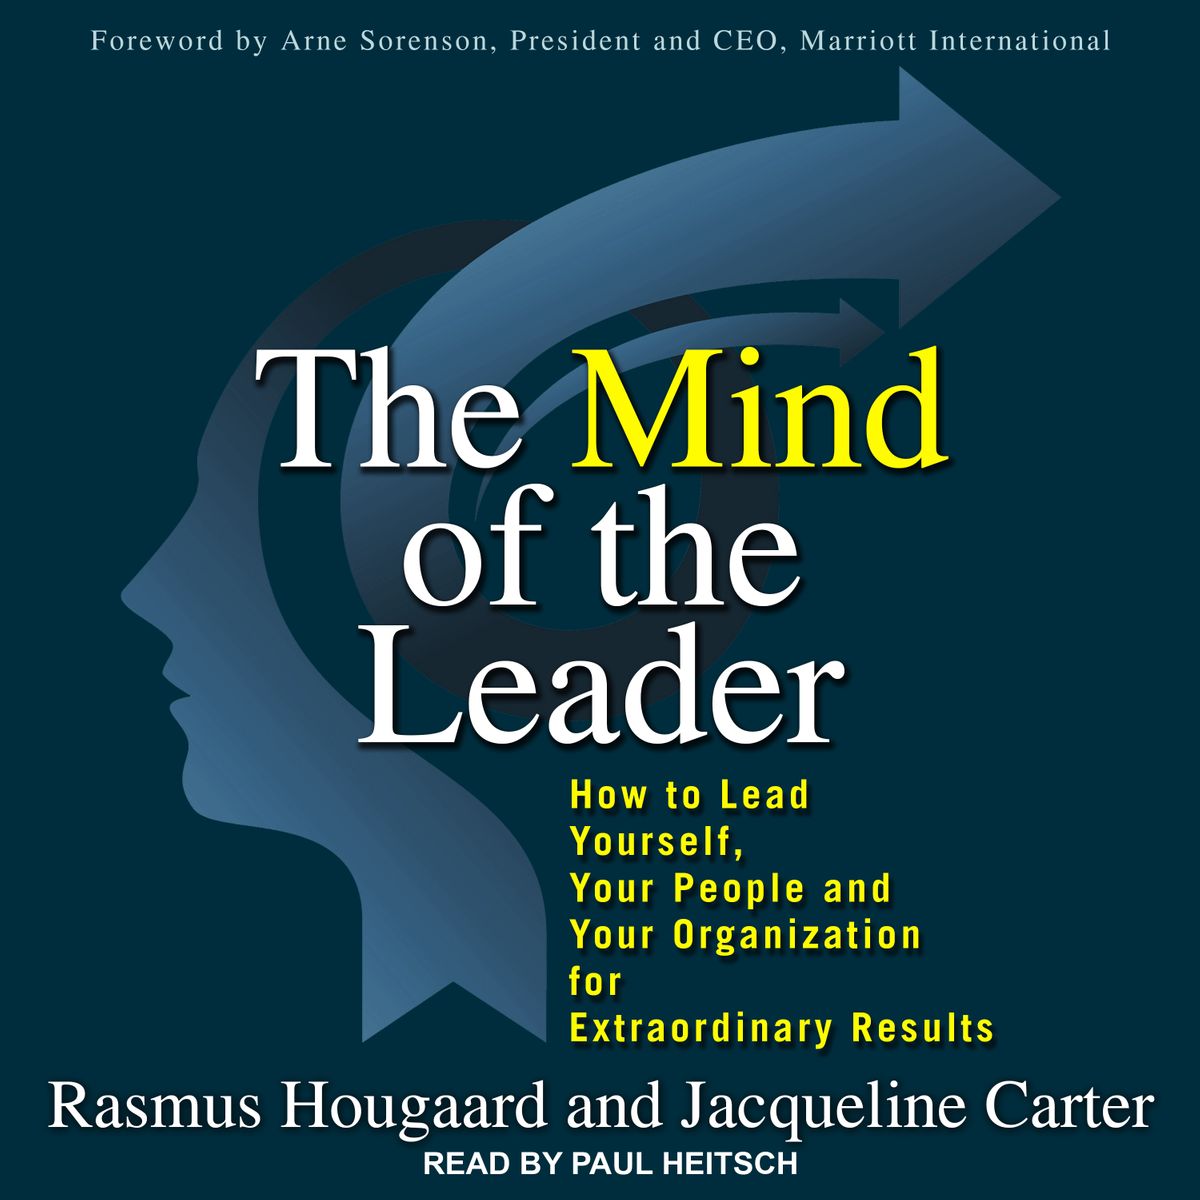 Foreword by Arne Sorenson, President and CEO, Marriott International
The Mind
of the
Leader
How to Lead
Yourself,
Your People and
Your Organization
for
Extraordinary Results
Rasmus Hougaard and Jacqueline Carter
READ BY PAUL HEITSCH